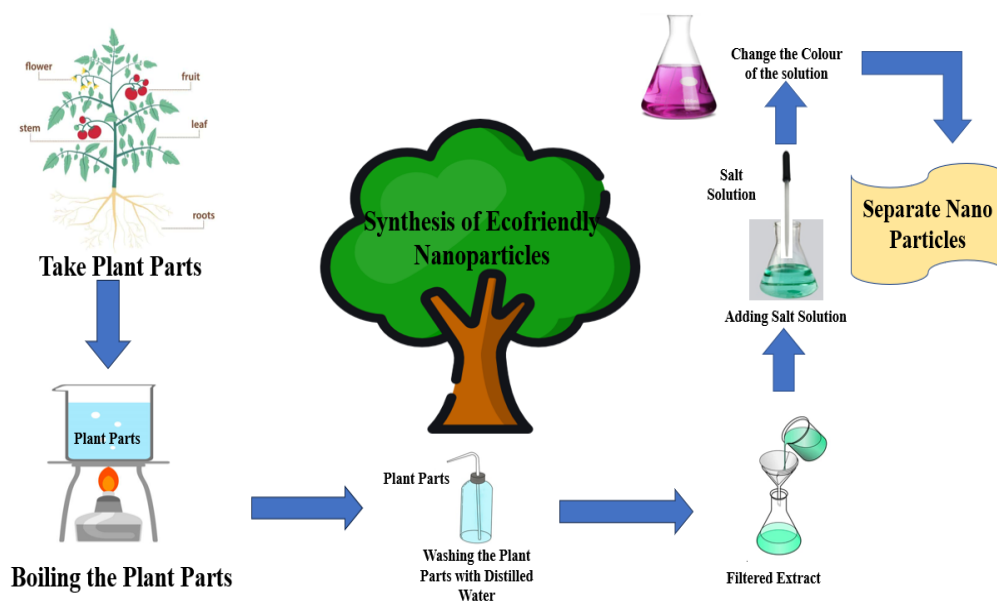 flower
fruit
stem
leaf
roots
Take Plant Parts
Plant Parts
Boiling the Plant Parts
Synthesis of Ecofriendly
Nanoparticles
Plant Parts
Washing the Plant
Parts with Distilled
Water
Filtered Extract
Adding Salt Solution
Salt
Solution
Change the Colour
of the solution
Separate Nano
Particles